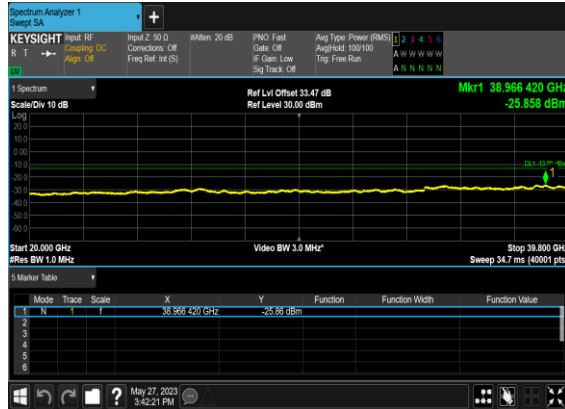 Spectrum Analyzer 1
Swept SA
KEYSIGHT
R T
Input: RF
Coupling: DC
Align: Off
Input Z: 50 Ω
Corrections: Off
Freq Ref: Int (S)
#Atten: 20 dB
PNO: Fast
Gate: Off
IF Gain: Low
Sig Track: Off
Avg Type: Power (RMS)
Avg|Hold: 100/100
Trig: Free Run
1 2 3 4 5 6
A W W W W W
A N N N N N
1 Spectrum
Scale/Div 10 dB
Log
Ref Lvl Offset 33.47 dB
Ref Level 30.00 dBm
Mkr1 38.966 420 GHz
-25.858 dBm
20.0
10.0
0.00
-10.0
-20.0
-30.0
-40.0
-50.0
-60.0
DL1 -13.00 dBm
1
Start 20.000 GHz
#Res BW 1.0 MHz
Video BW 3.0 MHz*
Stop 39.800 GHz
Sweep 34.7 ms (40001 pts)
5 Marker Table
Mode Trace Scale X Y Function Function Width Function Value
1 N 1 f 38.966 420 GHz -25.86 dBm
2
3
4
5
6
?
May 27, 2023
3:42:21 PM